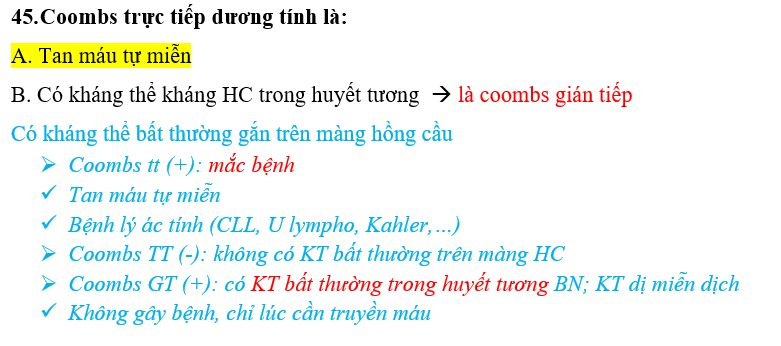 45.Coombs trực tiếp dương tính là:
A. Tan máu tự miễn
B. Có kháng thể kháng HC trong huyết tương → là coombs gián tiếp
Có kháng thể bất thường gắn trên màng hồng cầu
➢ Coombs tt (+): mắc bệnh
✓ Tan máu tự miễn
✓ Bệnh lý ác tính (CLL, U lympho, Kahler,…)
➢ Coombs TT (-): không có KT bất thường trên màng HC
➢ Coombs GT (+): có KT bất thường trong huyết tương BN; KT dị miễn dịch
✓ Không gây bệnh, chỉ lúc cần truyền máu